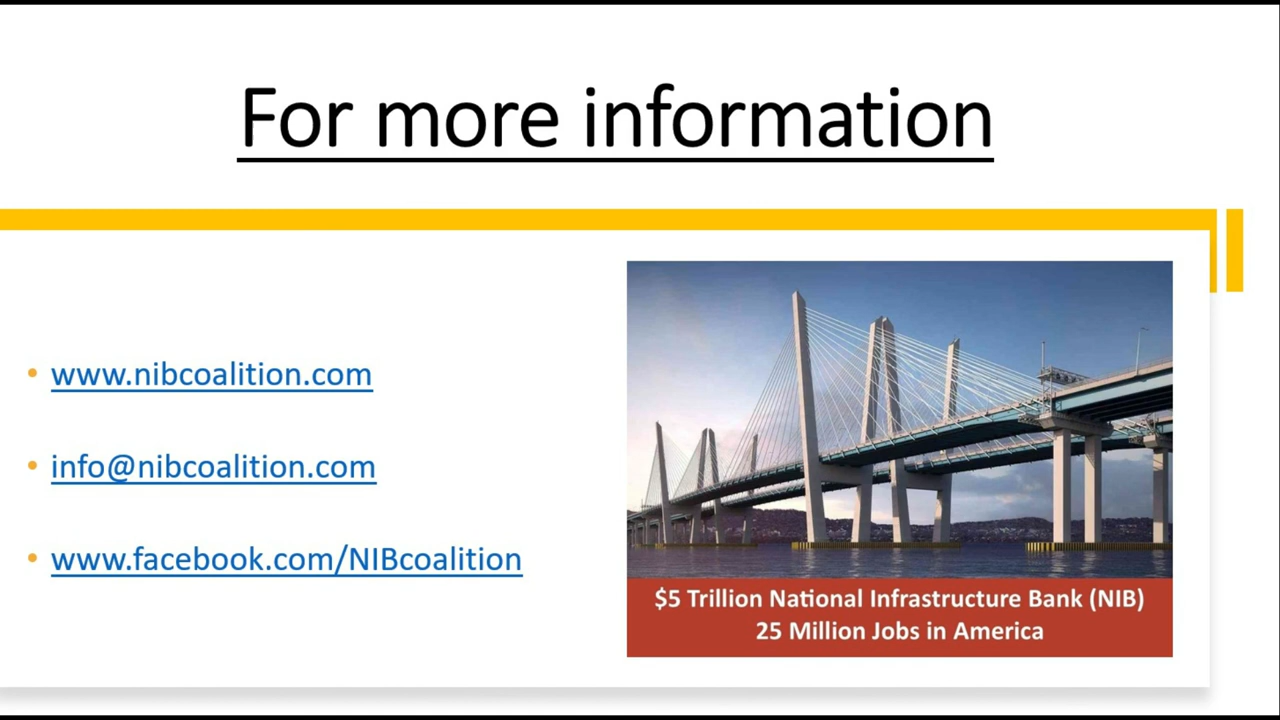 For more information
• www.nibcoalition.com
• info@nibcoalition.com
• www.facebook.com/NIBcoalition
$5 Trillion National Infrastructure Bank (NIB)
25 Million Jobs in America